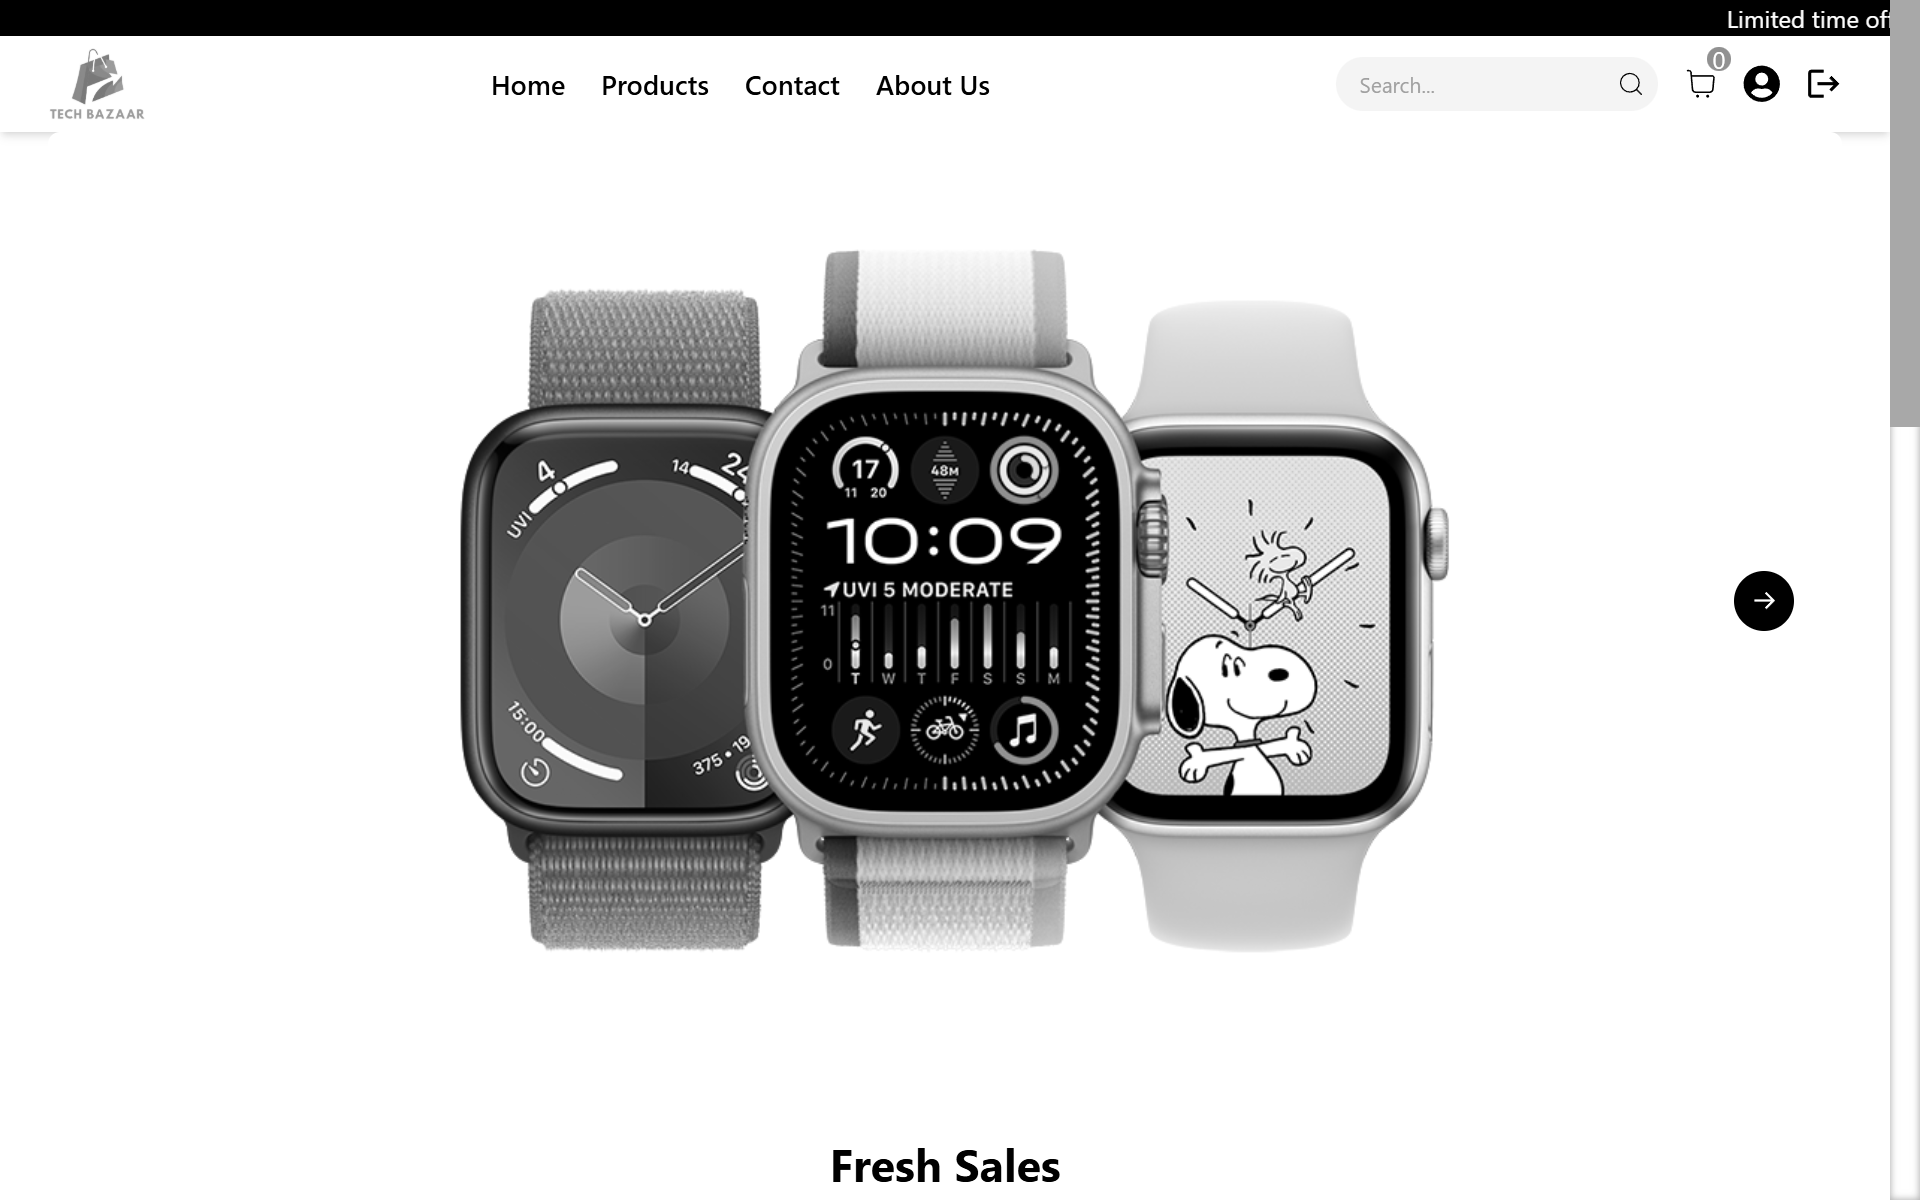 Limited time of
TECH BAZAAR
Home Products Contact About Us
Search...
0
4
UVI
14 24
15:00
375 • 19
17
11 20
48M
10:09
UVI 5 MODERATE
11
0
T W T F S S M
Fresh Sales